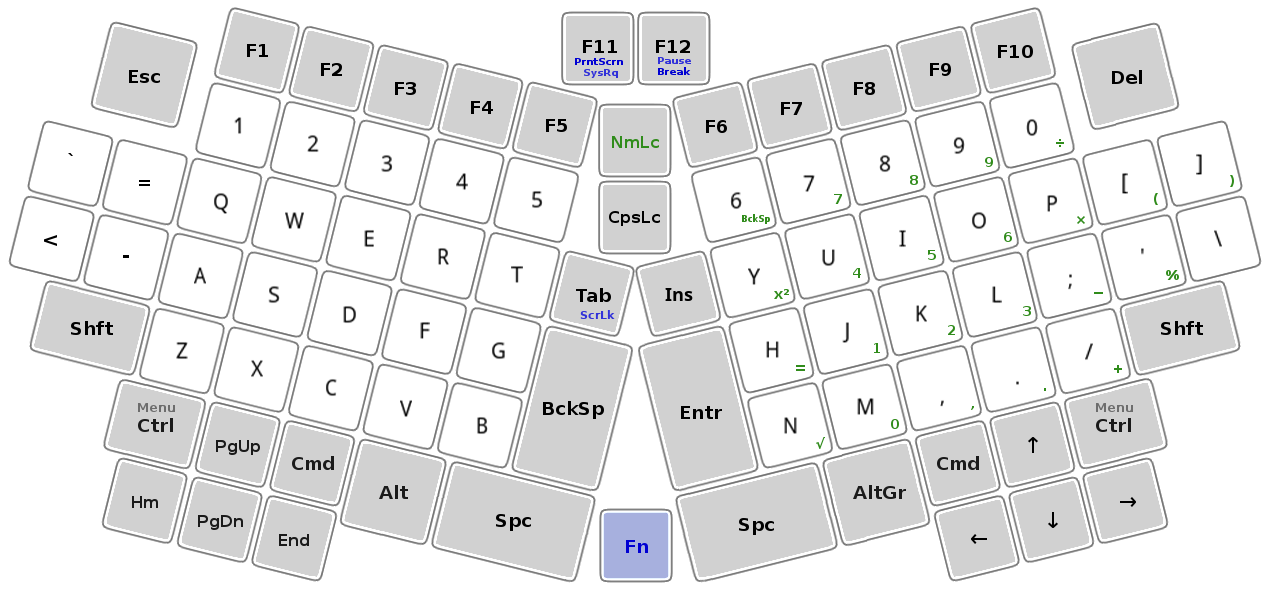 Esc
F1
F2
F3
F4
F5
F11
PrntScrn
SysRq
F12
Pause
Break
F6
F7
F8
F9
F10
Del
NmLc
CpsLc
`
=
1
2
3
4
5
6
BckSp
7
7
8
8
9
9
0
÷
<
-
Q
W
E
R
T
Tab
ScrLk
Ins
Y
x²
U
4
I
5
O
6
P
×
[
(
]
)
Shft
A
S
D
F
G
BckSp
Entr
H
=
J
1
K
2
L
3
;
−
'
%
\
Z
X
C
V
B
N
√
M
0
,
,
.
.
/
+
Shft
Menu
Ctrl
PgUp
Cmd
Alt
Spc
Fn
Spc
AltGr
Cmd
↑
Menu
Ctrl
Hm
PgDn
End
←
↓
→